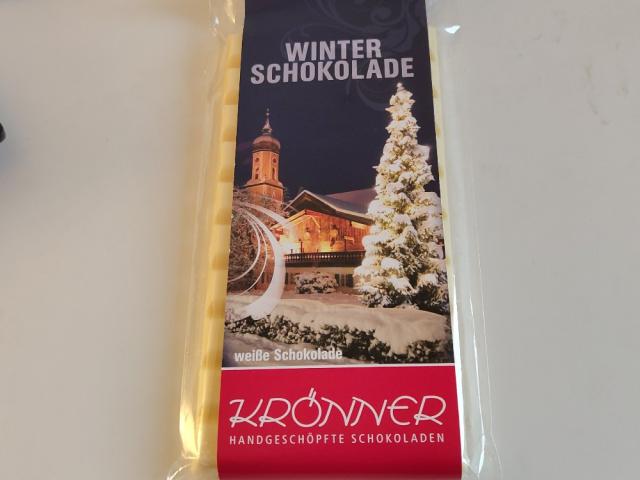 WINTER
SCHOKOLADE
weiße Schokolade
KRÖNNER
HANDGESCHÖPFTE SCHOKOLADEN